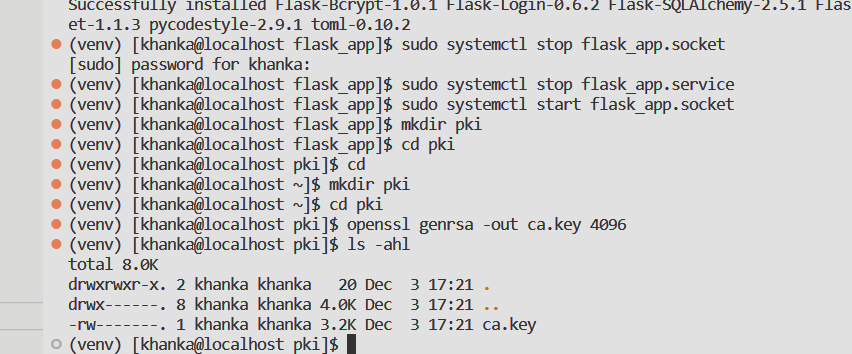 Successfully installed Flask-Bcrypt-1.0.1 Flask-Login-0.6.2 Flask-SQLAlchemy-2.5.1 Flas
et-1.1.3 pycodestyle-2.9.1 toml-0.10.2
(venv) [khanka@localhost flask_app]$ sudo systemctl stop flask_app.socket
[sudo] password for khanka:
(venv) [khanka@localhost flask_app]$ sudo systemctl stop flask_app.service
(venv) [khanka@localhost flask_app]$ sudo systemctl start flask_app.socket
(venv) [khanka@localhost flask_app]$ mkdir pki
(venv) [khanka@localhost flask_app]$ cd pki
(venv) [khanka@localhost pki]$ cd
(venv) [khanka@localhost ~]$ mkdir pki
(venv) [khanka@localhost ~]$ cd pki
(venv) [khanka@localhost pki]$ openssl genrsa -out ca.key 4096
(venv) [khanka@localhost pki]$ ls -ahl
total 8.0K
drwxrwxr-x. 2 khanka khanka   20 Dec  3 17:21 .
drwx------. 8 khanka khanka 4.0K Dec  3 17:21 ..
-rw-------. 1 khanka khanka 3.2K Dec  3 17:21 ca.key
(venv) [khanka@localhost pki]$